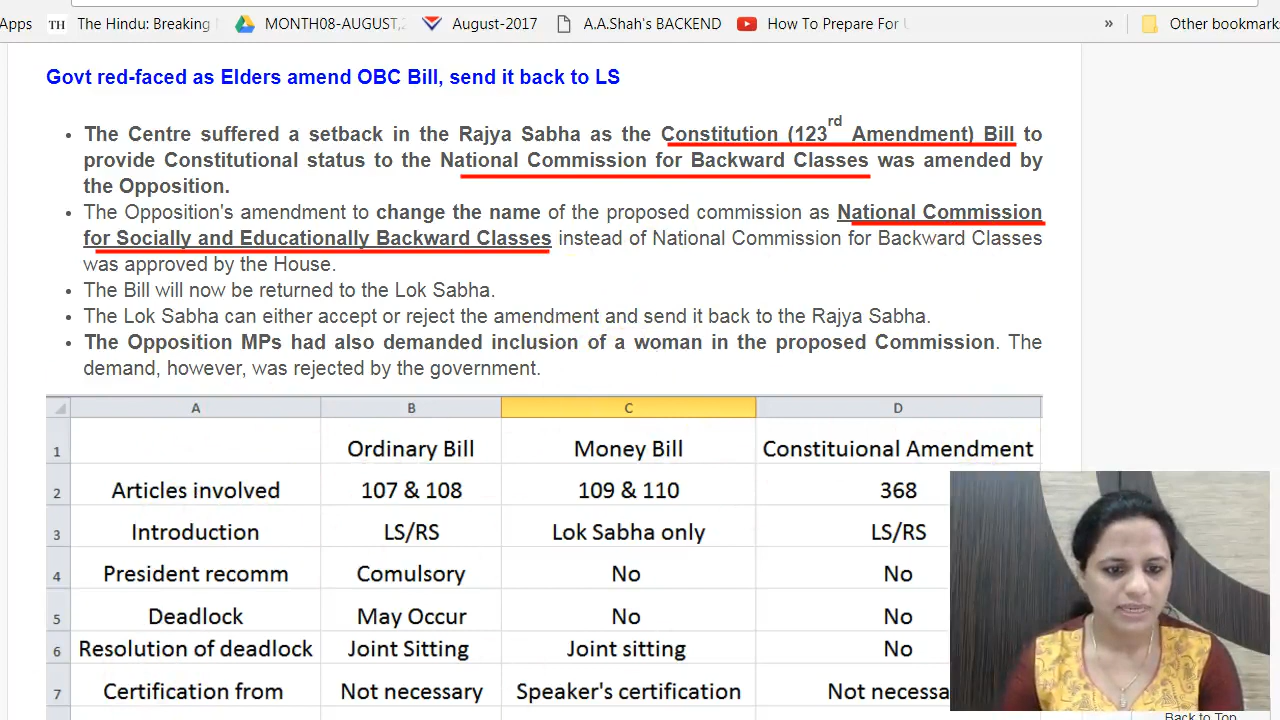 Apps The Hindu: Breaking MONTH08-AUGUST, August-2017 A.A.Shah's BACKEND How To Prepare For » Other bookmarks
Govt red-faced as Elders amend OBC Bill, send it back to LS
• The Centre suffered a setback in the Rajya Sabha as the Constitution (123rd Amendment) Bill to
provide Constitutional status to the National Commission for Backward Classes was amended by
the Opposition.
• The Opposition's amendment to change the name of the proposed commission as National Commission
for Socially and Educationally Backward Classes instead of National Commission for Backward Classes
was approved by the House.
• The Bill will now be returned to the Lok Sabha.
• The Lok Sabha can either accept or reject the amendment and send it back to the Rajya Sabha.
• The Opposition MPs had also demanded inclusion of a woman in the proposed Commission. The
demand, however, was rejected by the government.
A B C D
1 Ordinary Bill Money Bill Constituional Amendment
2 Articles involved 107 & 108 109 & 110 368
3 Introduction LS/RS Lok Sabha only LS/RS
4 President recomm Comulsory No No
5 Deadlock May Occur No No
6 Resolution of deadlock Joint Sitting Joint sitting No
7 Certification from Not necessary Speaker's certification Not necessa
Back to Top